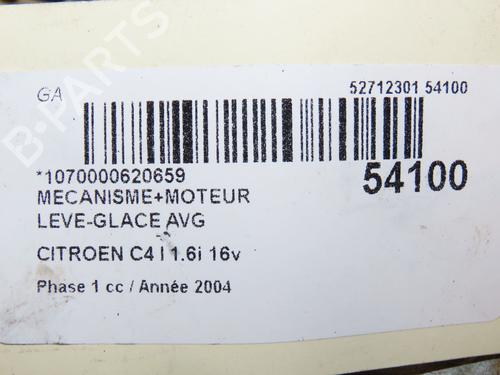 B-PARTS
GA
52712301 54100
*1070000620659
54100
MECANISME+MOTEUR
LEVE-GLACE AVG
CITROEN C4 I 1.6i 16v
Phase 1 cc / Année 2004